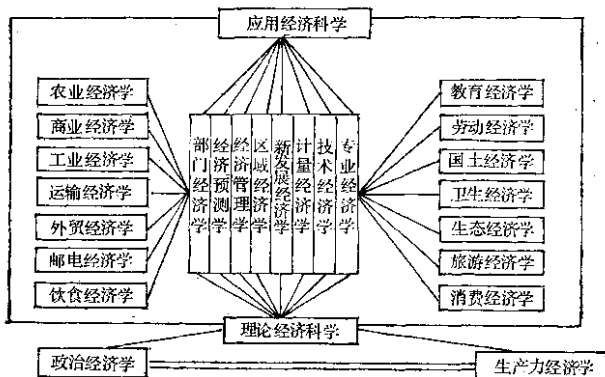 应用经济科学
农业经济学
商业经济学
工业经济学
运输经济学
外贸经济学
邮电经济学
饮食经济学
部门经济学
经济预测学
经济管理学
区域经济学
新发展经济学
计量经济学
技术经济学
专业经济学
教育经济学
劳动经济学
国土经济学
卫生经济学
生态经济学
旅游经济学
消费经济学
理论经济科学
政治经济学
生产力经济学